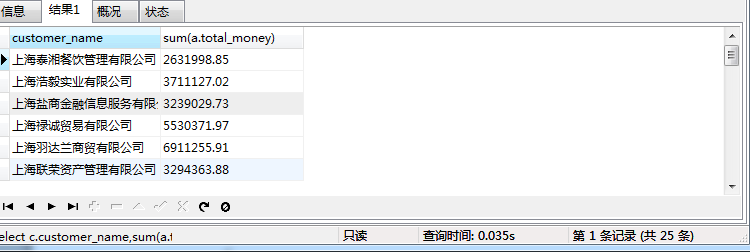 信息 结果1 概况 状态
customer_name sum(a.total_money)
上海泰湘餐饮管理有限公司 2631998.85
上海浩毅实业有限公司 3711127.02
上海盐商金融信息服务有限 3239029.73
上海禄诚贸易有限公司 5530371.97
上海羽达兰商贸有限公司 6911255.91
上海联荣资产管理有限公司 3294363.88
elect c.customer_name,sum(a.t 只读 查询时间: 0.035s 第 1 条记录 (共 25 条)